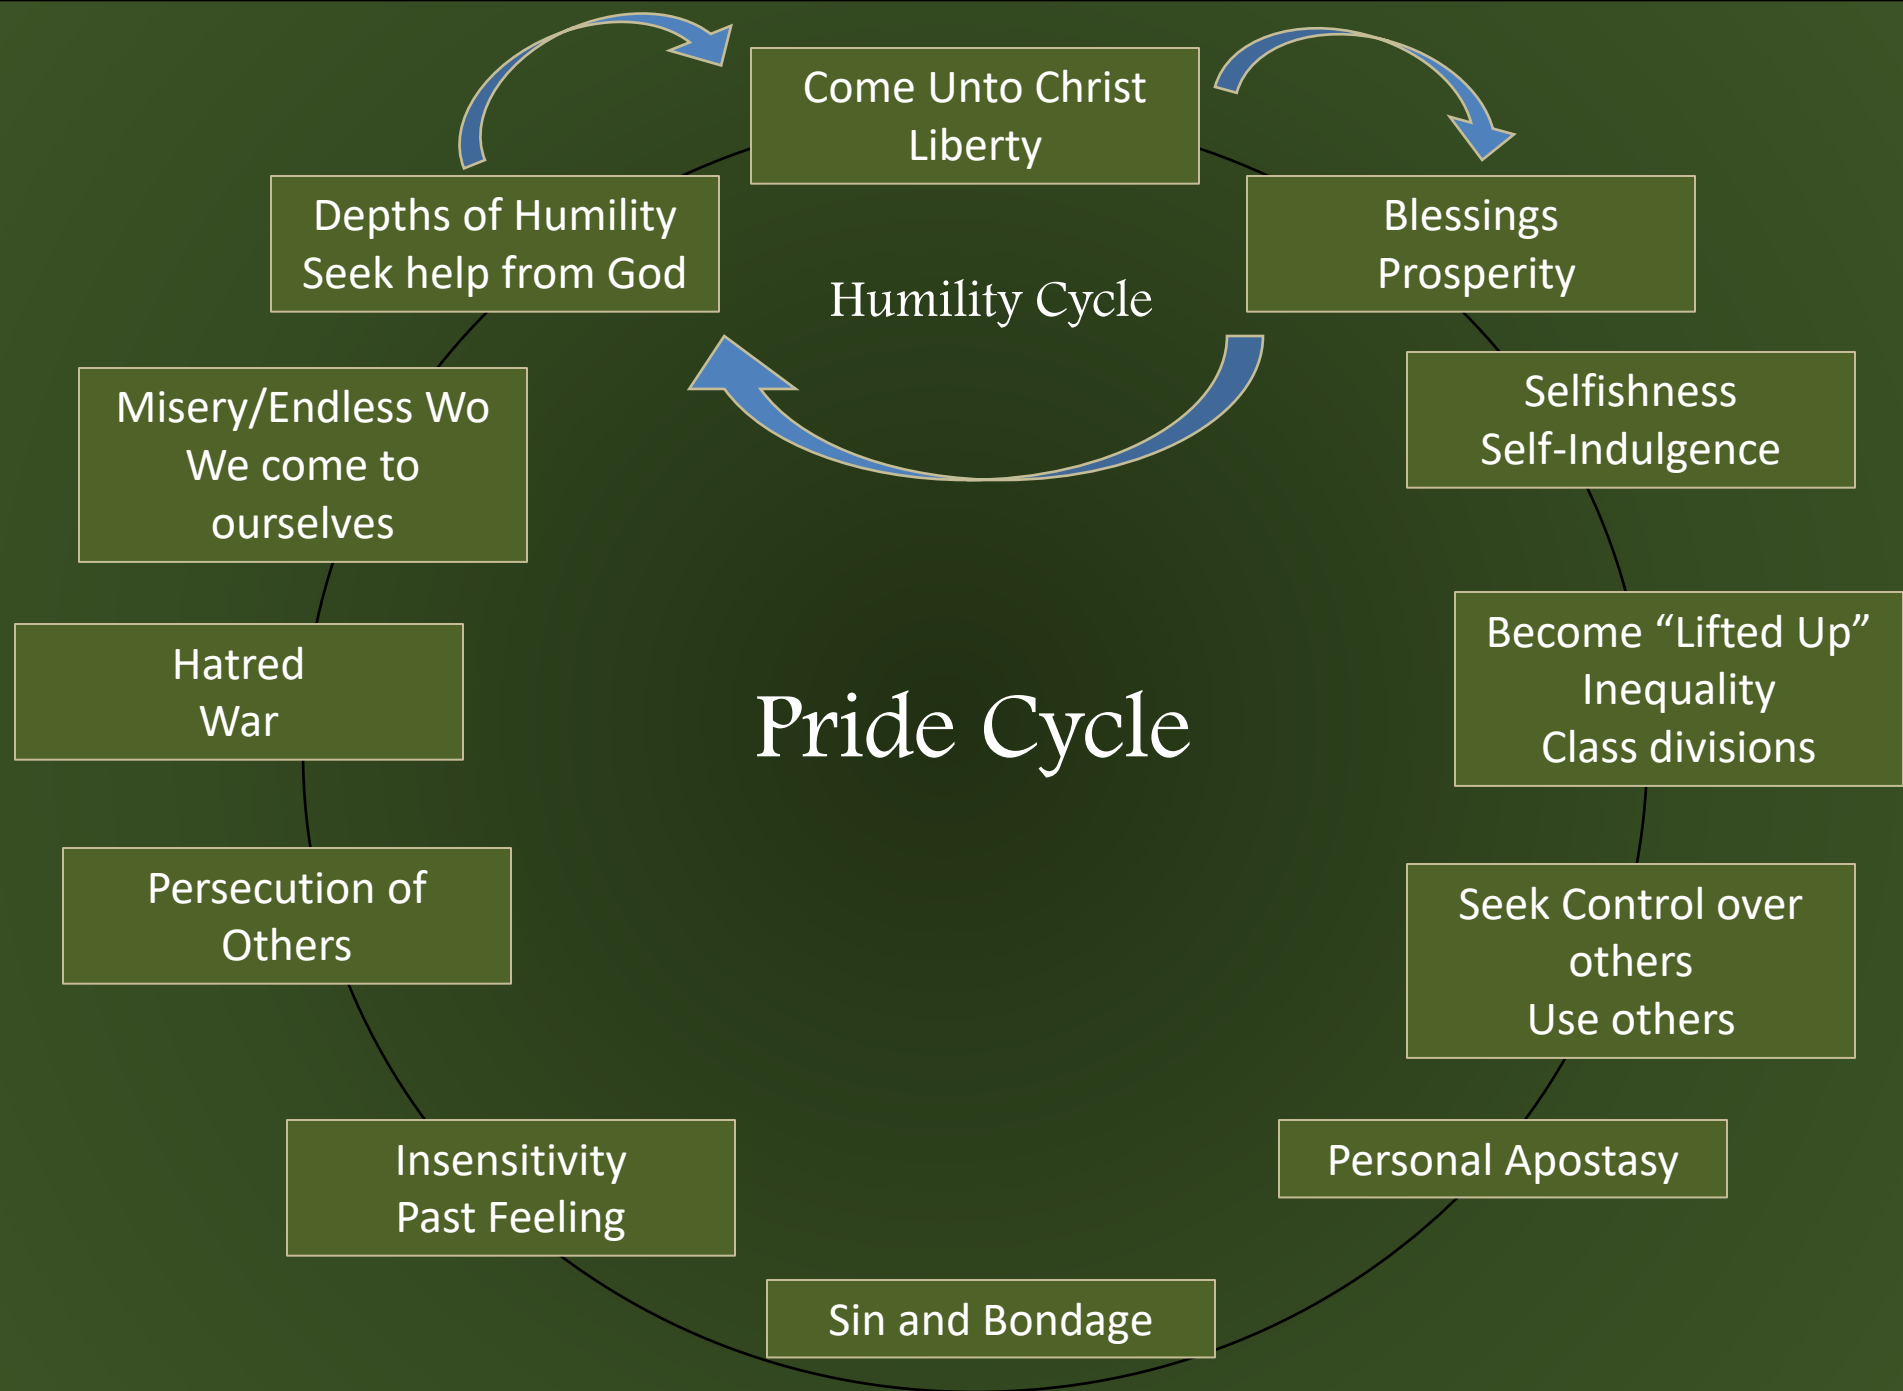 Come Unto Christ
Liberty
Blessings
Prosperity
Selfishness
Self-Indulgence
Become “Lifted Up”
Inequality
Class divisions
Seek Control over
others
Use others
Personal Apostasy
Sin and Bondage
Insensitivity
Past Feeling
Persecution of
Others
Hatred
War
Misery/Endless Wo
We come to
ourselves
Depths of Humility
Seek help from God
Humility Cycle
Pride Cycle